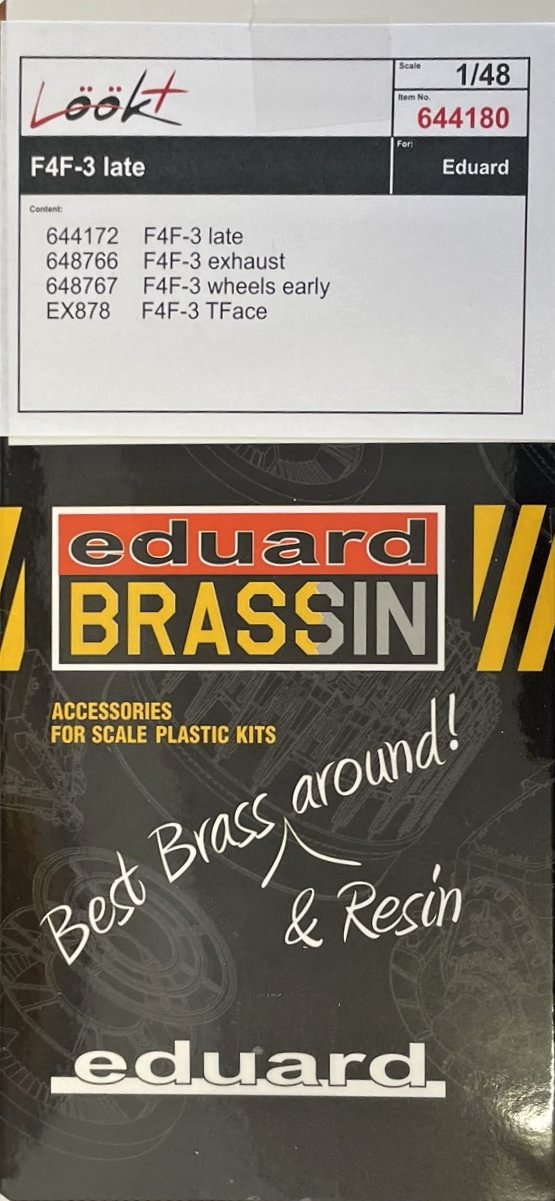 Löök+
Scale
1/48
Item No.
644180
F4F-3 late
For:
Eduard
Content:
644172 F4F-3 late
648766 F4F-3 exhaust
648767 F4F-3 wheels early
EX878 F4F-3 TFace
eduard
BRASSIN
ACCESSORIES
FOR SCALE PLASTIC KITS
Best Brass around!
& Resin
eduard